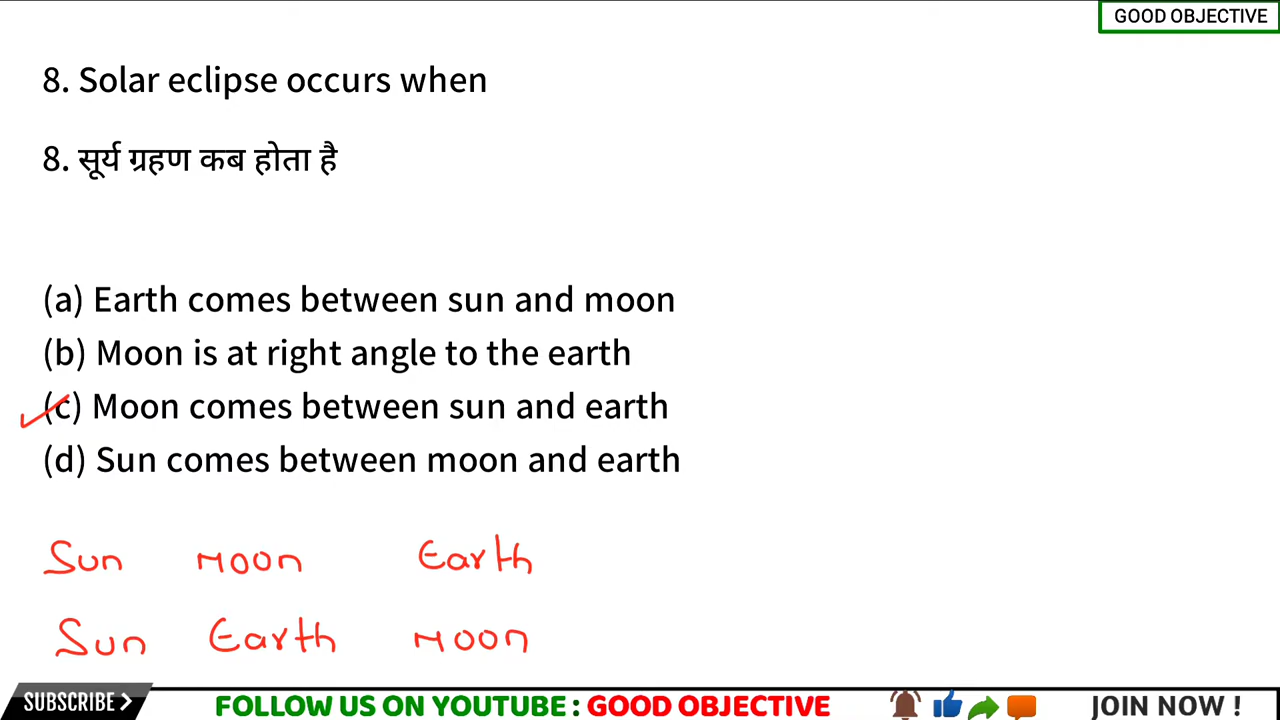 GOOD OBJECTIVE
8. Solar eclipse occurs when
8. सूर्य ग्रहण कब होता है
(a) Earth comes between sun and moon
(b) Moon is at right angle to the earth
(c) Moon comes between sun and earth
(d) Sun comes between moon and earth
Sun Moon Earth
Sun Earth Moon
SUBSCRIBE FOLLOW US ON YOUTUBE : GOOD OBJECTIVE JOIN NOW !